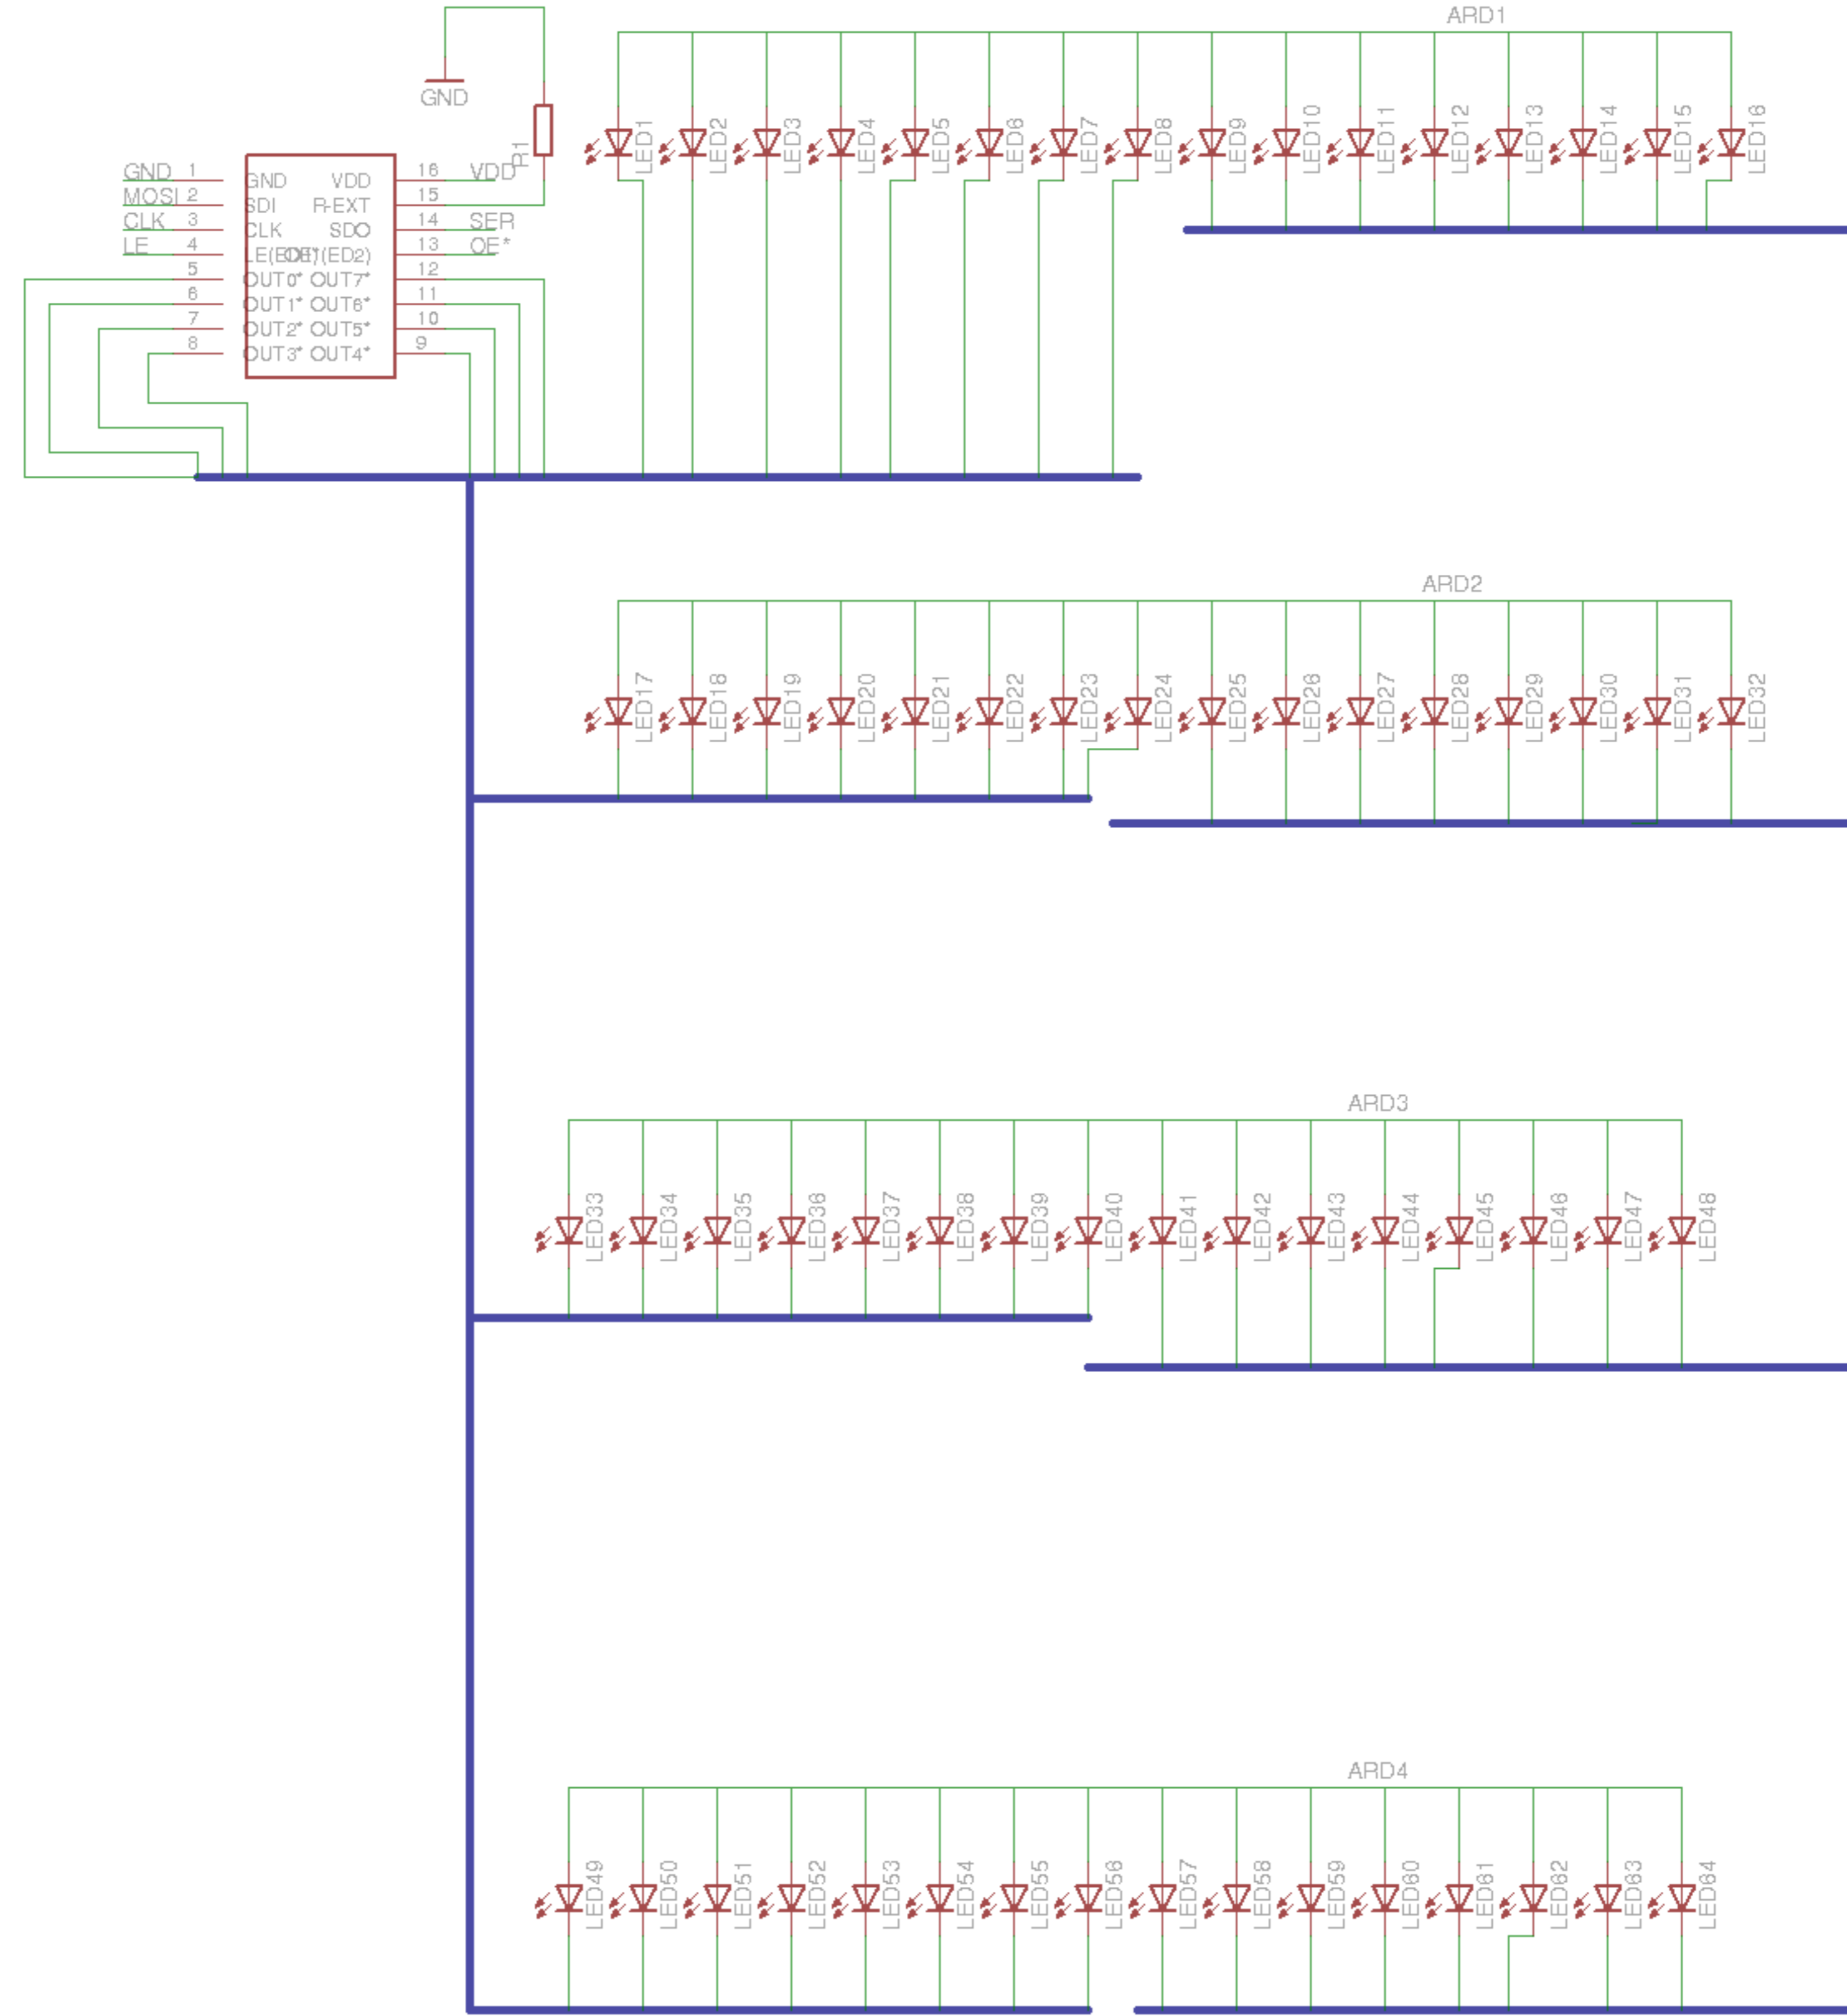 ARD1
GND
R1
LED1 LED2 LED3 LED4 LED5 LED6 LED7 LED8 LED9 LED10 LED11 LED12 LED13 LED14 LED15 LED16
GND 1 GND VDD 16 VDD
MOSI 2 SDI R-EXT 15
CLK 3 CLK SDO 14 SER
LE 4 13 OE*
5 OUT0* OUT7* 12
6 OUT1* OUT6* 11
7 OUT2* OUT5* 10
8 OUT3* OUT4* 9
ARD2
LED17 LED18 LED19 LED20 LED21 LED22 LED23 LED24 LED25 LED26 LED27 LED28 LED29 LED30 LED31 LED32
ARD3
LED33 LED34 LED35 LED36 LED37 LED38 LED39 LED40 LED41 LED42 LED43 LED44 LED45 LED46 LED47 LED48
ARD4
LED49 LED50 LED51 LED52 LED53 LED54 LED55 LED56 LED57 LED58 LED59 LED60 LED61 LED62 LED63 LED64